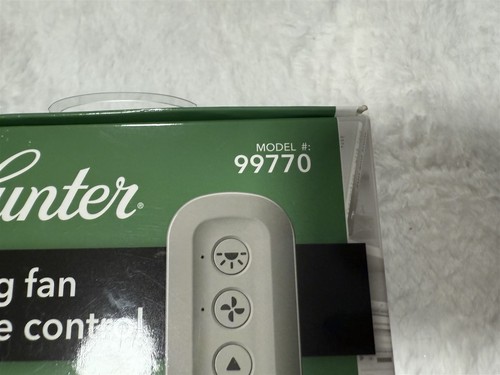 MODEL #:
99770
unter®
g fan
e control